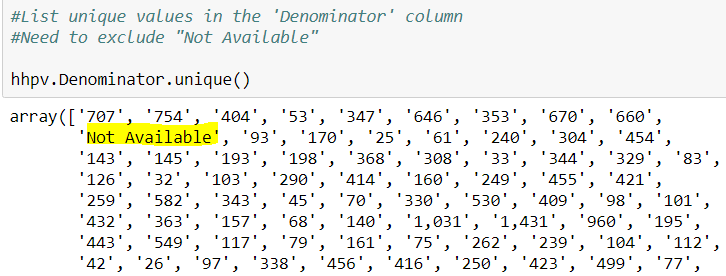 #List unique values in the 'Denominator' column
#Need to exclude "Not Available"
hhpv.Denominator.unique()
array(['707', '754', '404', '53', '347', '646', '353', '670', '660',
'Not Available', '93', '170', '25', '61', '240', '304', '454',
'143', '145', '193', '198', '368', '308', '33', '344', '329', '83',
'126', '32', '103', '290', '414', '160', '249', '455', '421',
'259', '582', '343', '45', '70', '330', '530', '409', '98', '101',
'432', '363', '157', '68', '140', '1,031', '1,431', '960', '195',
'443', '549', '117', '79', '161', '75', '262', '239', '104', '112',
'42', '26', '97', '338', '456', '416', '250', '423', '499', '77',